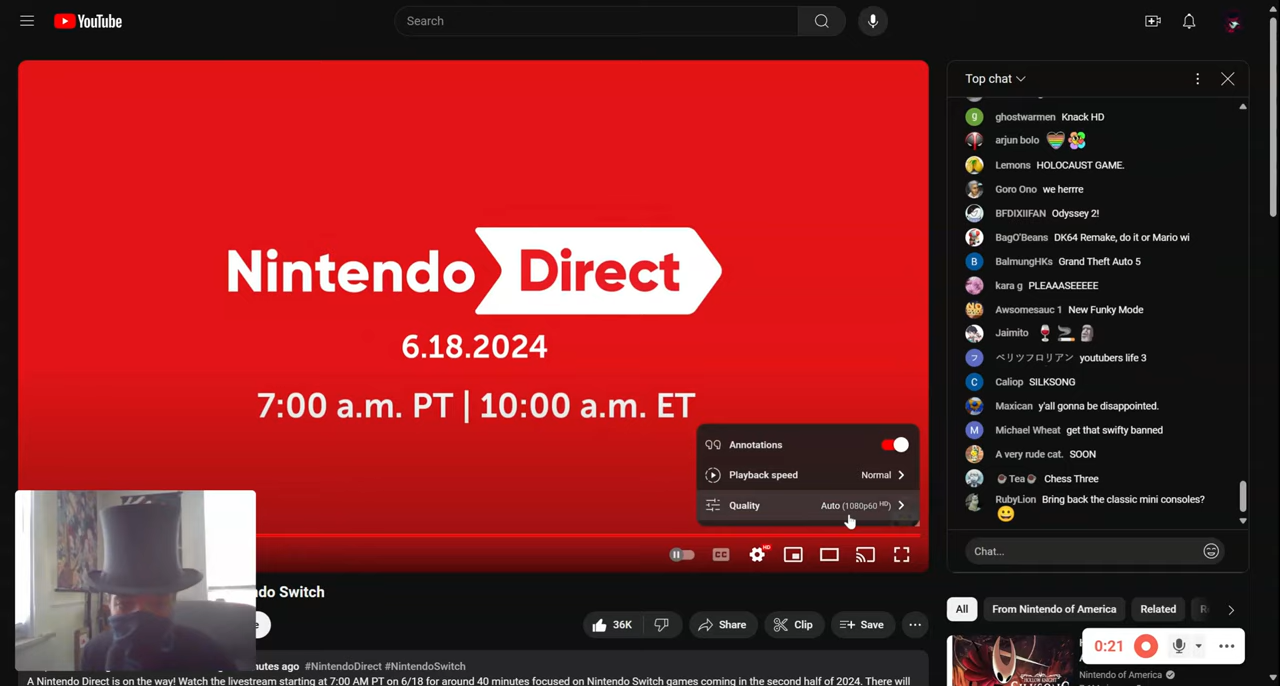 YouTube
Search
Nintendo Direct
6.18.2024
7:00 a.m. PT | 10:00 a.m. ET
Annotations
Playback speed Normal
Quality Auto (1080p60 HD)
CC
HD
ndo Switch
36K
Share
Clip
Save
nutes ago #NintendoDirect #NintendoSwitch
A Nintendo Direct is on the way! Watch the livestream starting at 7:00 AM PT on 6/18 for around 40 minutes focused on Nintendo Switch games coming in the second half of 2024. There will
Top chat
ghostwarmen Knack HD
arjun bolo
Lemons HOLOCAUST GAME.
Goro Ono we herrre
BFDIXIIFAN Odyssey 2!
BagO'Beans DK64 Remake, do it or Mario wi
BalmungHKs Grand Theft Auto 5
kara g PLEAAASEEEEE
Awsomesauc 1 New Funky Mode
Jaimito
ベリツフロリアン youtubers life 3
Caliop SILKSONG
Maxican y'all gonna be disappointed.
Michael Wheat get that swifty banned
A very rude cat. SOON
Tea Chess Three
RubyLion Bring back the classic mini consoles?
Chat...
All
From Nintendo of America
Related
0:21
Nintendo of America